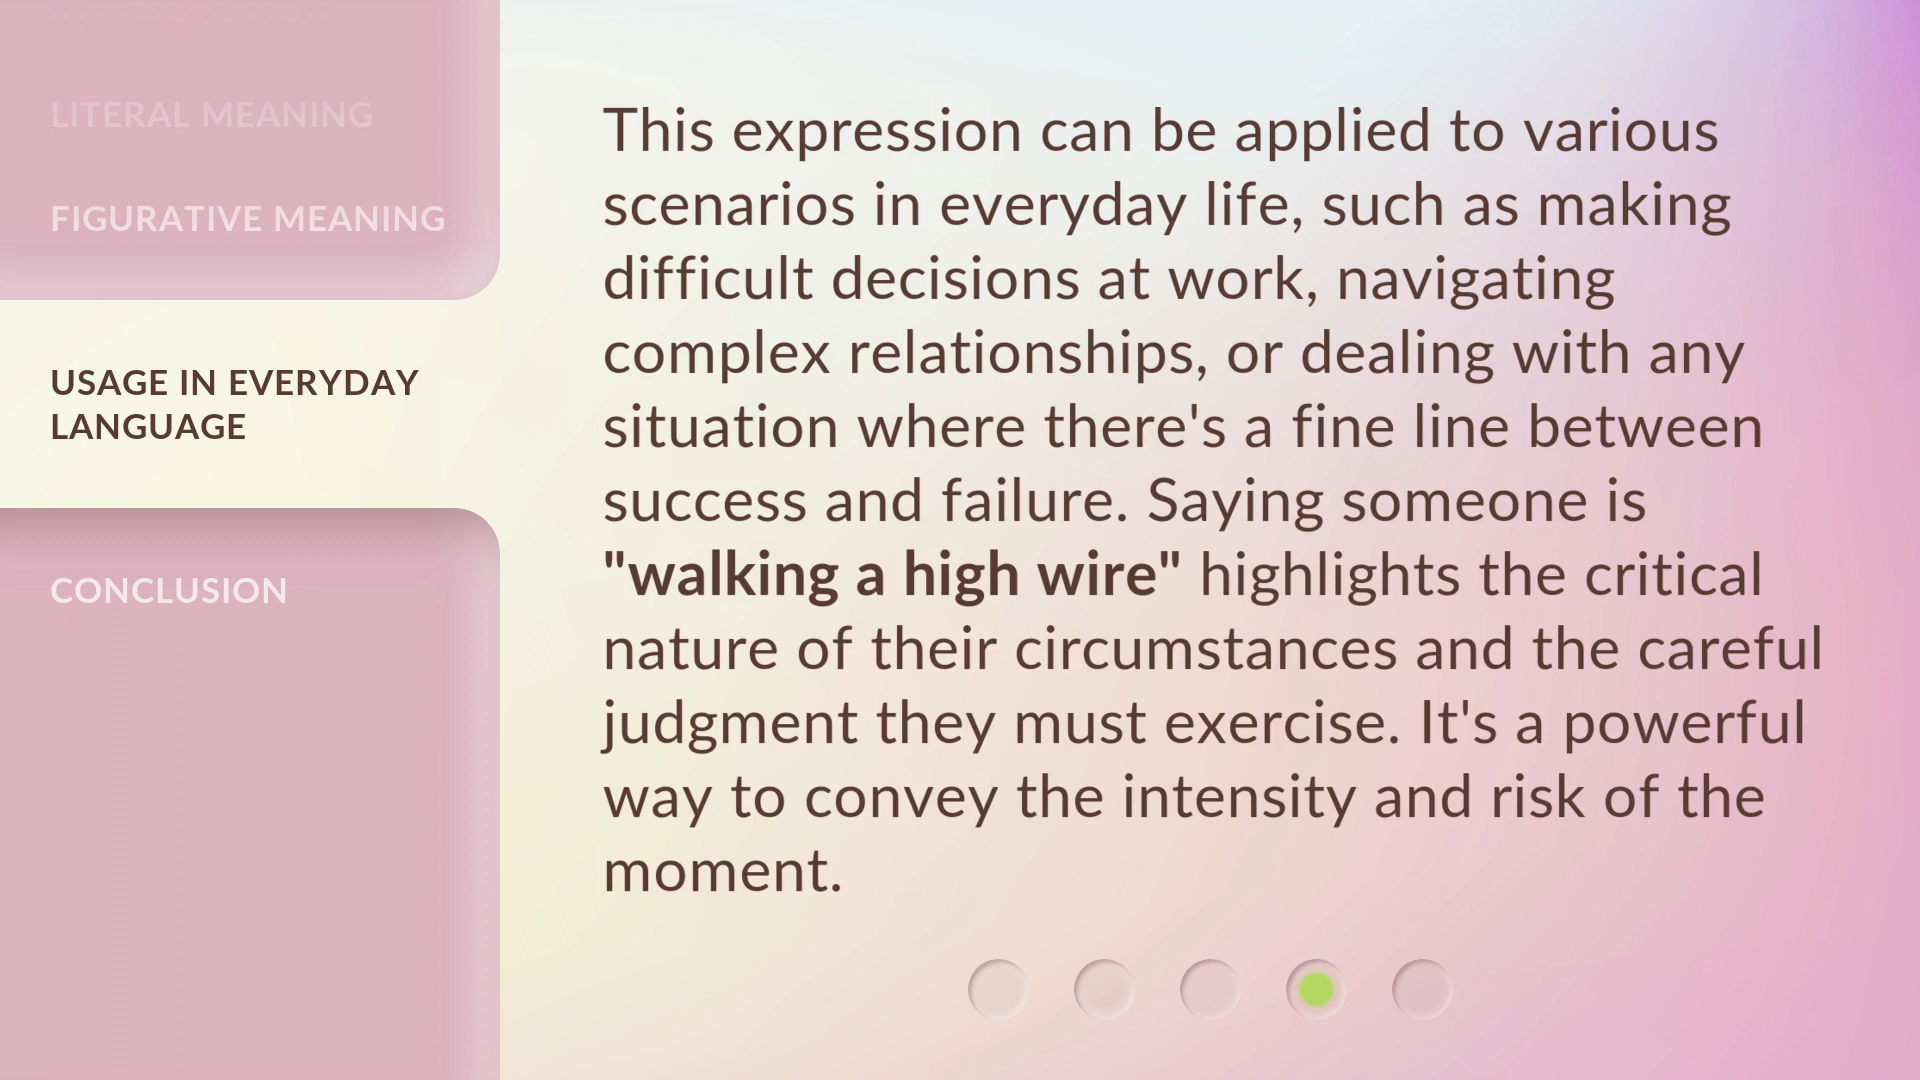 LITERAL MEANING
FIGURATIVE MEANING
USAGE IN EVERYDAY
LANGUAGE
CONCLUSION
This expression can be applied to various
scenarios in everyday life, such as making
difficult decisions at work, navigating
complex relationships, or dealing with any
situation where there's a fine line between
success and failure. Saying someone is
"walking a high wire" highlights the critical
nature of their circumstances and the careful
judgment they must exercise. It's a powerful
way to convey the intensity and risk of the
moment.